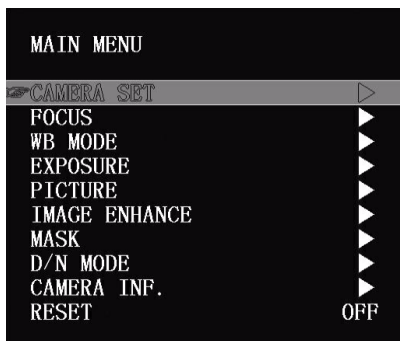 MAIN MENU
CAMERA SET
FOCUS
WB MODE
EXPOSURE
PICTURE
IMAGE ENHANCE
MASK
D/N MODE
CAMERA INF.
RESET OFF